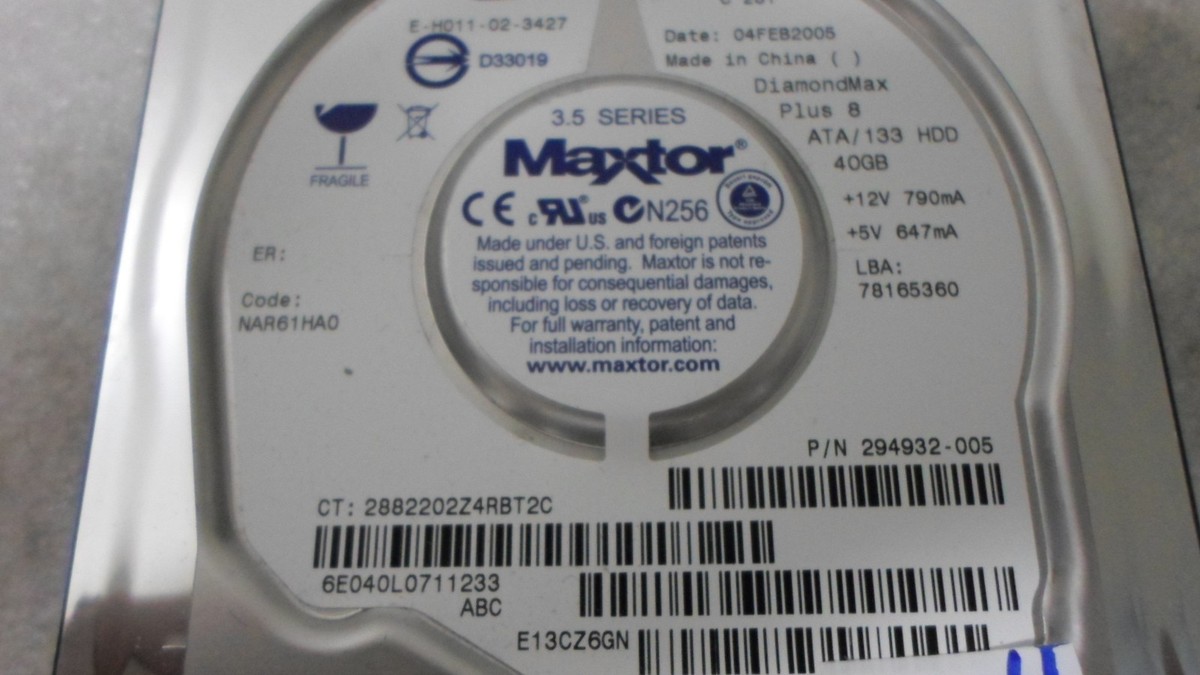 E-H011-02-3427
D33019
FRAGILE
ER:
Code:
NAR61HA0
Date: 04FEB2005
Made in China ( )
DiamondMax
Plus 8
ATA/133 HDD
40GB
+12V 790mA
+5V 647mA
LBA:
78165360
3.5 SERIES
Maxtor®
CE c RU® us N256
Made under U.S. and foreign patents
issued and pending. Maxtor is not re-
sponsible for consequential damages,
including loss or recovery of data.
For full warranty, patent and
installation information:
www.maxtor.com
P/N 294932-005
CT: 2882202Z4RBT2C
6E040L0711233
ABC
E13CZ6GN